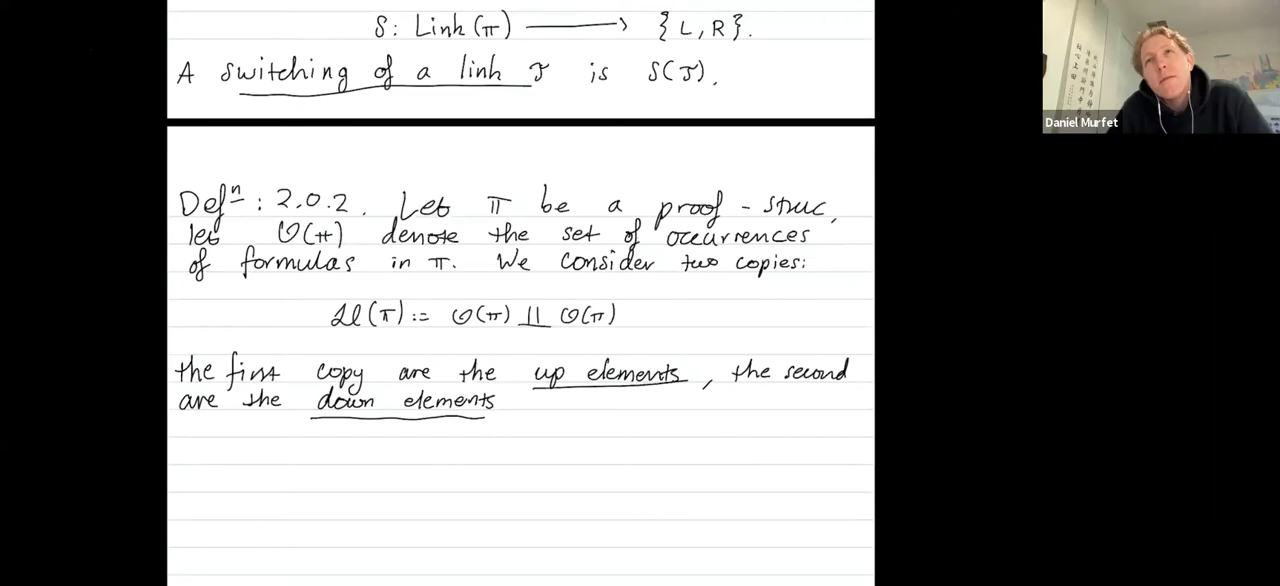 S: Link(π) ⟶ {L, R}.
A switching of a link τ is S(τ).
Defⁿ: 2.0.2. Let π be a proof-struc,
let O(π) denote the set of ocurrences
of formulas in π. We consider two copies:
U(π) := O(π) ∐ O(π)
the first copy are the up elements, the second
are the down elements
Daniel Murfet